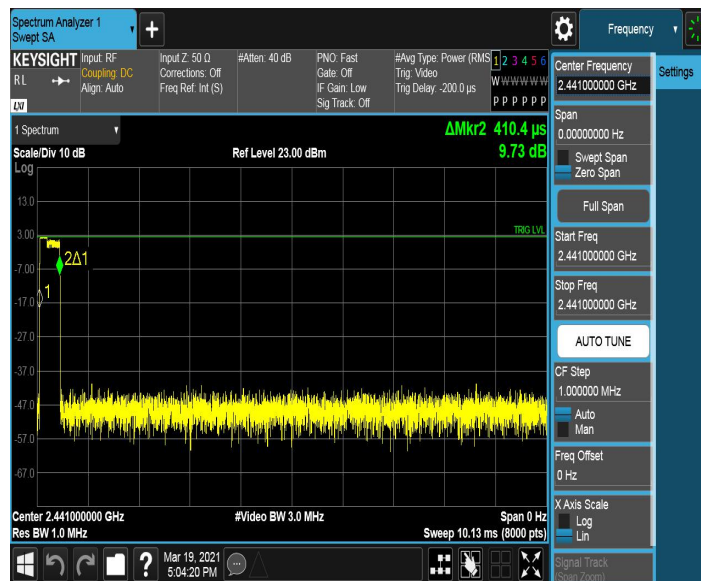 Spectrum Analyzer 1
Swept SA
+
Frequency
KEYSIGHT
RL
LXI
Input: RF
Coupling: DC
Align: Auto
Input Z: 50 Ω
Corrections: Off
Freq Ref: Int (S)
#Atten: 40 dB
PNO: Fast
Gate: Off
IF Gain: Low
Sig Track: Off
#Avg Type: Power (RMS
Trig: Video
Trig Delay: -200.0 µs
1 2 3 4 5 6
W W W W W W
P P P P P P
1 Spectrum
Scale/Div 10 dB
Ref Level 23.00 dBm
ΔMkr2 410.4 µs
9.73 dB
Log
13.0
3.00
TRIG LVL
2Δ1
-7.00
1
-17.0
-27.0
-37.0
-47.0
-57.0
-67.0
Center 2.441000000 GHz
#Video BW 3.0 MHz
Span 0 Hz
Res BW 1.0 MHz
Sweep 10.13 ms (8000 pts)
Mar 19, 2021
5:04:20 PM
?
Center Frequency
2.441000000 GHz
Settings
Span
0.00000000 Hz
Swept Span
Zero Span
Full Span
Start Freq
2.441000000 GHz
Stop Freq
2.441000000 GHz
AUTO TUNE
CF Step
1.000000 MHz
Auto
Man
Freq Offset
0 Hz
X Axis Scale
Log
Lin
Signal Track
(Span Zoom)